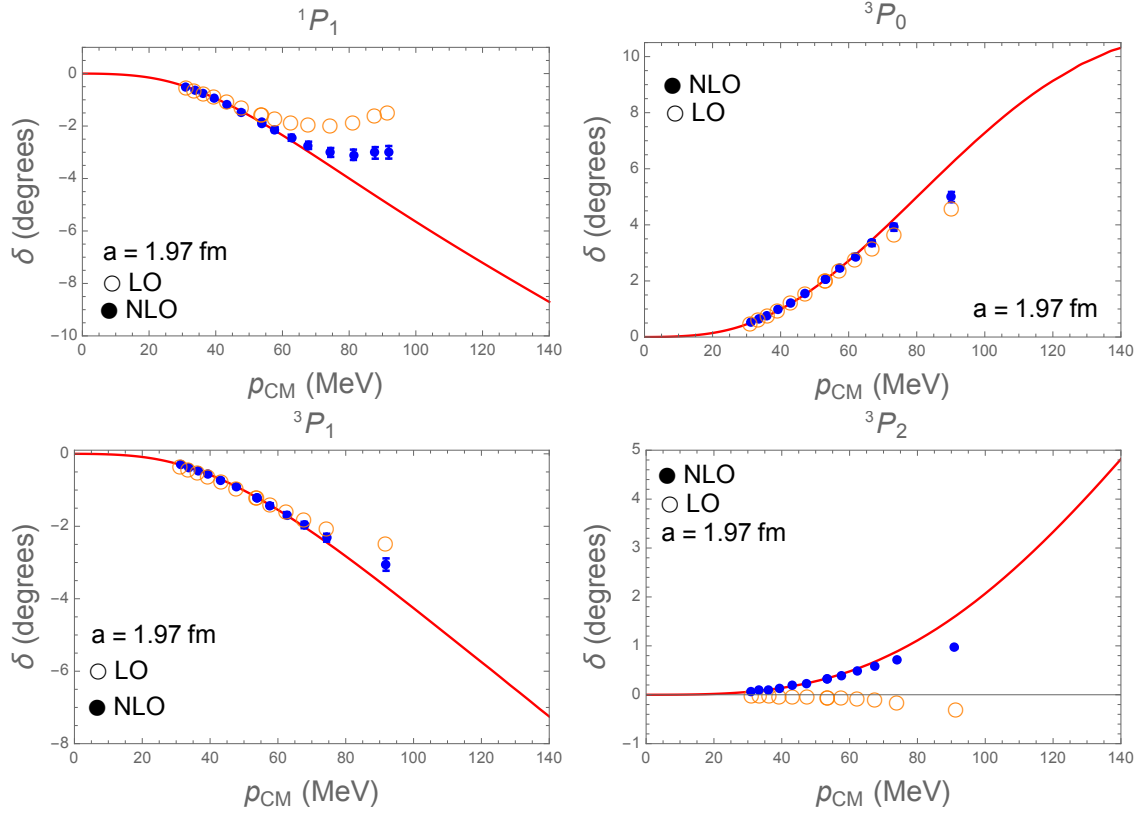 ¹P₁
δ (degrees)
0
−2
−4
−6
−8
−10
a = 1.97 fm
LO
NLO
0 20 40 60 80 100 120 140
p_CM (MeV)
³P₀
δ (degrees)
10
8
6
4
2
0
NLO
LO
a = 1.97 fm
0 20 40 60 80 100 120 140
p_CM (MeV)
³P₁
δ (degrees)
0
−2
−4
−6
−8
a = 1.97 fm
LO
NLO
0 20 40 60 80 100 120 140
p_CM (MeV)
³P₂
δ (degrees)
5
4
3
2
1
0
−1
NLO
LO
a = 1.97 fm
0 20 40 60 80 100 120 140
p_CM (MeV)